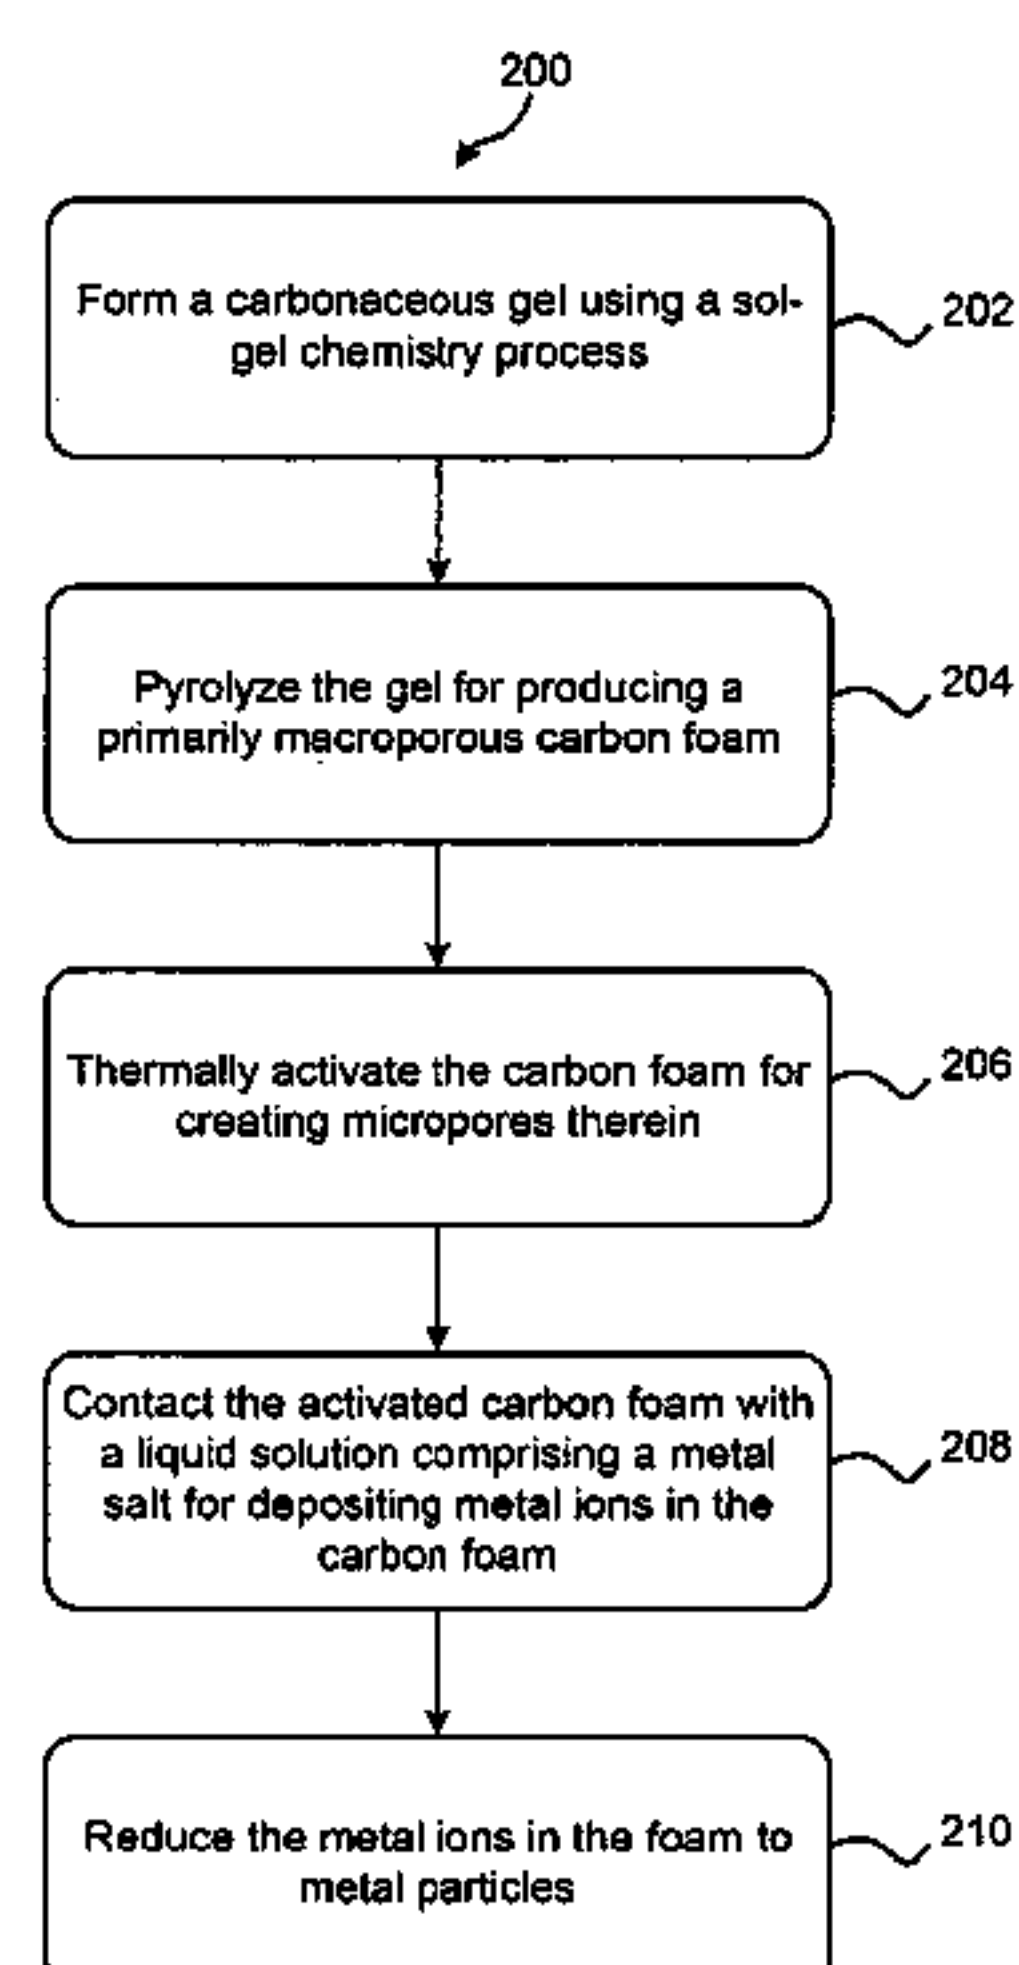 200
Form a carbonaceous gel using a sol-
gel chemistry process
202
Pyrolyze the gel for producing a
primarily macroporous carbon foam
204
Thermally activate the carbon foam for
creating micropores therein
206
Contact the activated carbon foam with
a liquid solution comprising a metal
salt for depositing metal ions in the
carbon foam
208
Reduce the metal ions in the foam to
metal particles
210